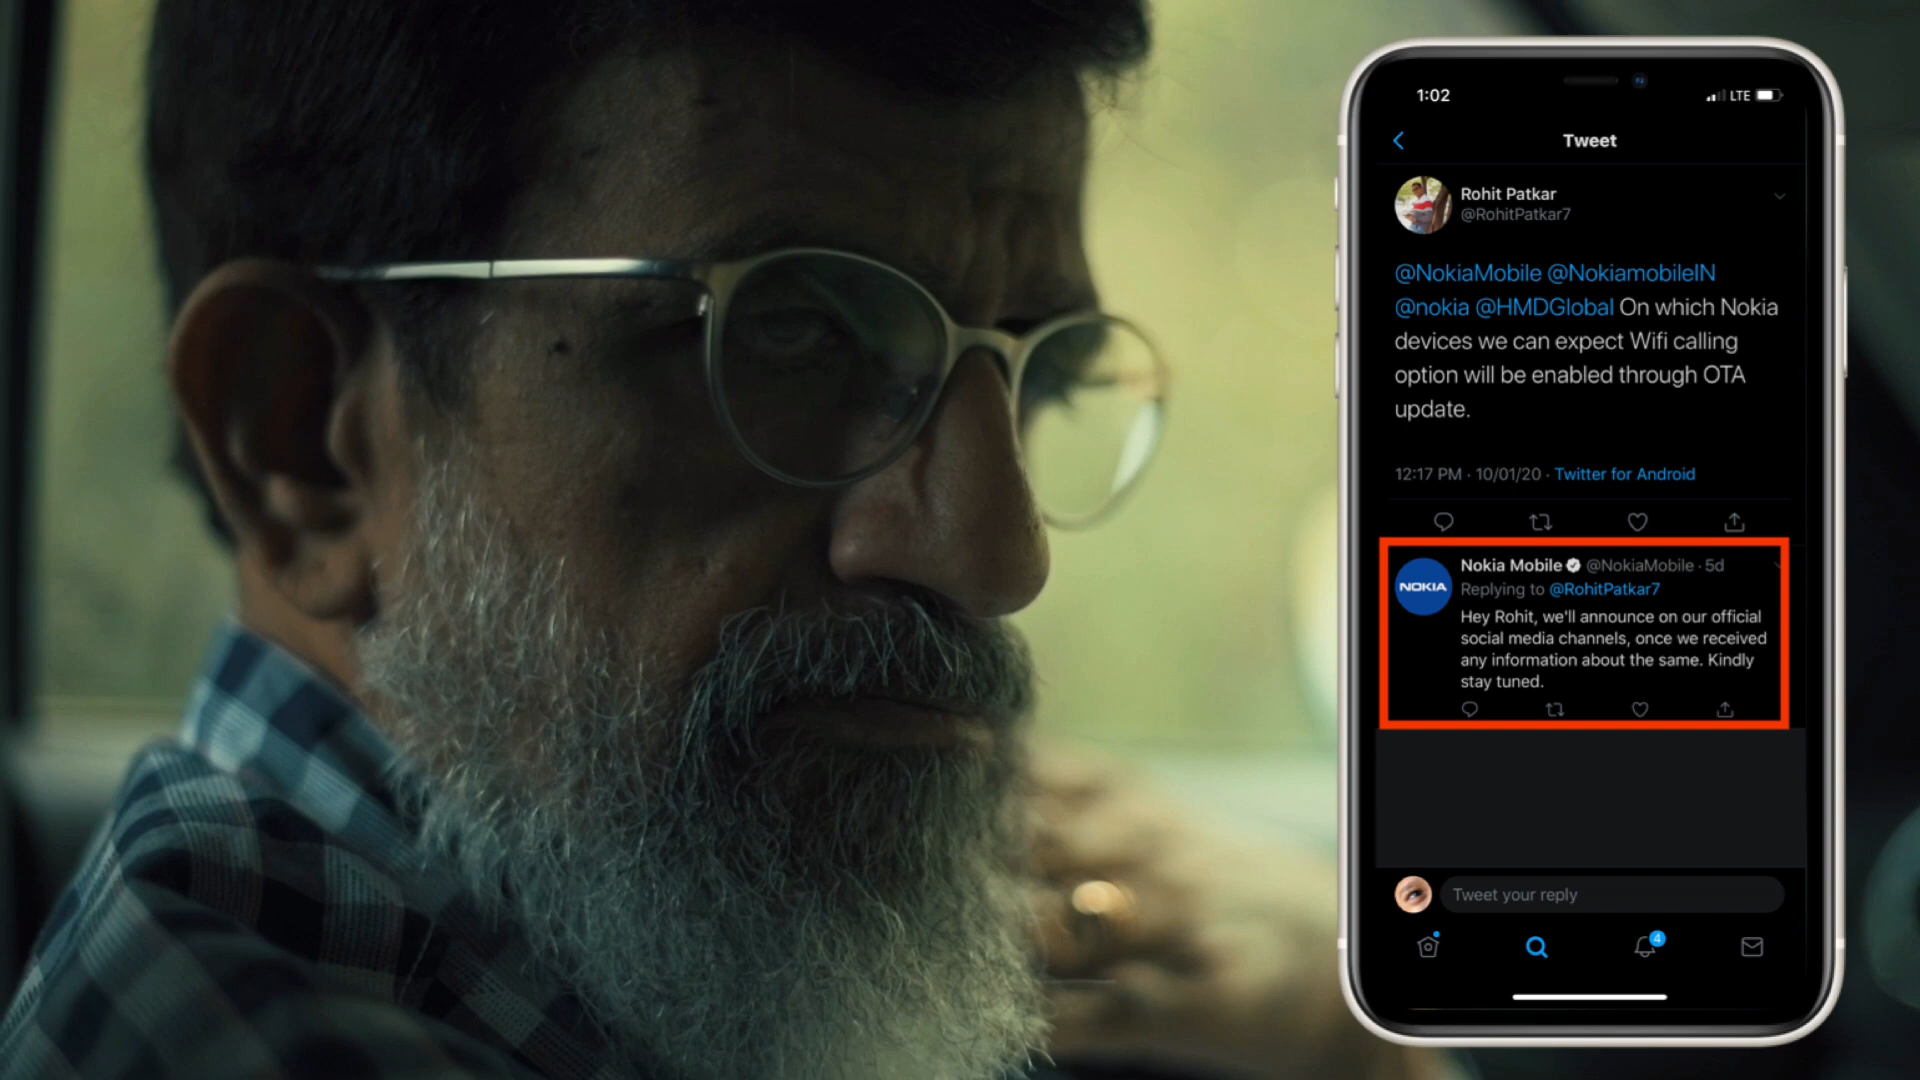 1:02
LTE
Tweet
Rohit Patkar
@RohitPatkar7
@NokiaMobile @NokiamobileIN
@nokia @HMDGlobal On which Nokia
devices we can expect Wifi calling
option will be enabled through OTA
update.
12:17 PM · 10/01/20 · Twitter for Android
NOKIA
Nokia Mobile @NokiaMobile · 5d
Replying to @RohitPatkar7
Hey Rohit, we'll announce on our official
social media channels, once we received
any information about the same. Kindly
stay tuned.
Tweet your reply
4